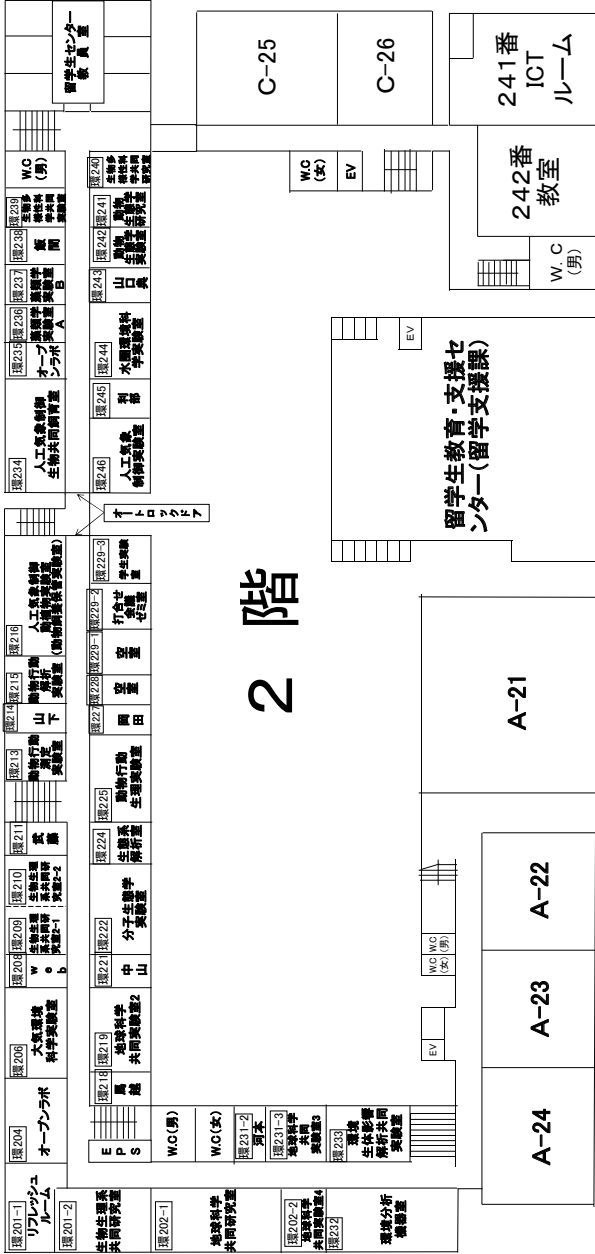 留学生センター
教員室
W.C
(男)
環239
生物多
様性科
学共同
実験室
環238
飯間
環237
藻類学
実験室
B
環236
藻類学
実験室
A
環235
オープ
ンラボ
環234
人工気象制御
生物共同飼育室
環240
生物多
様性科
学共同
研究室
環241
動物
生態学
研究室
環242
動物
生態学
実験室
環243
山口典
環244
水圏環境科
学実験室
環245
利部
環246
人工気象
制御実験室
オートロックドア
環216
人工気象制御
動植物実験室
(動物飼養保管実験室)
環215
動物行動
解析
実験室
環214
山下
環213
動物行動
測定
実験室
環211
武藤
環210
生物生理
系共同研
究室2-2
環209
生物生理
系共同研
究室2-1
環208
web
環206
大気環境
科学実験室
環204
オープンラボ
環229-3
学生実験
室
環229-2
打合せ
会議
ゼミ室
環229-1
空室
環228
空室
環227
岡田
環225
動物行動
生理実験室
環224
生態系
解析室
環222
分子生態学
実験室
環221
中山
環219
地球科学
共同実験室2
環218
馬越
EPS
環201-1
リフレッシュ
ルーム
環201-2
生物生理系
共同研究室
環202-1
地球科学
共同研究室
環202-2
地球科学
共同実験室4
環232
環境分析
機器室
W.C(男)
W.C(女)
環231-2
河本
環231-3
地球科学
共同
実験室3
環233
環境
生体影響
解析共同
実験室
2 階
C-25
C-26
W.C
(女)
EV
241番
ICT
ルーム
242番
教室
W.C
(男)
EV
留学生教育・支援セ
ンター(留学支援課)
A-21
A-22
A-23
A-24
W.C
(男)
W.C
(女)
EV